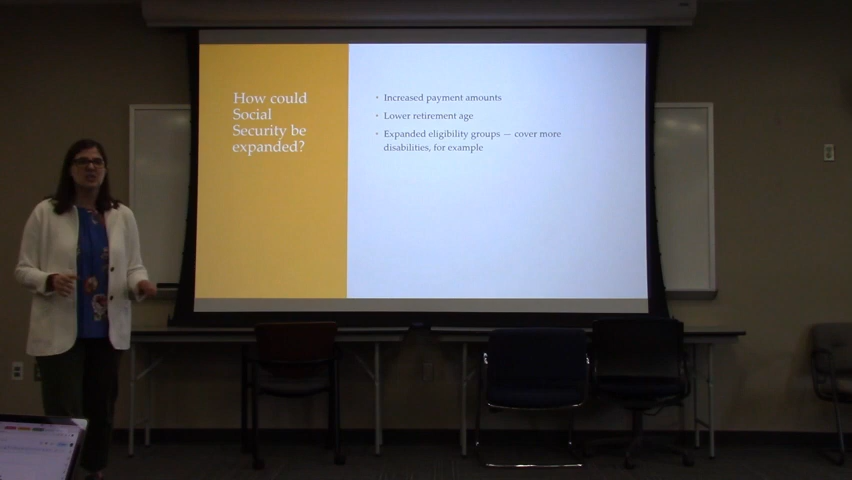 How could
Social
Security be
expanded?
• Increased payment amounts
• Lower retirement age
• Expanded eligibility groups — cover more
disabilities, for example